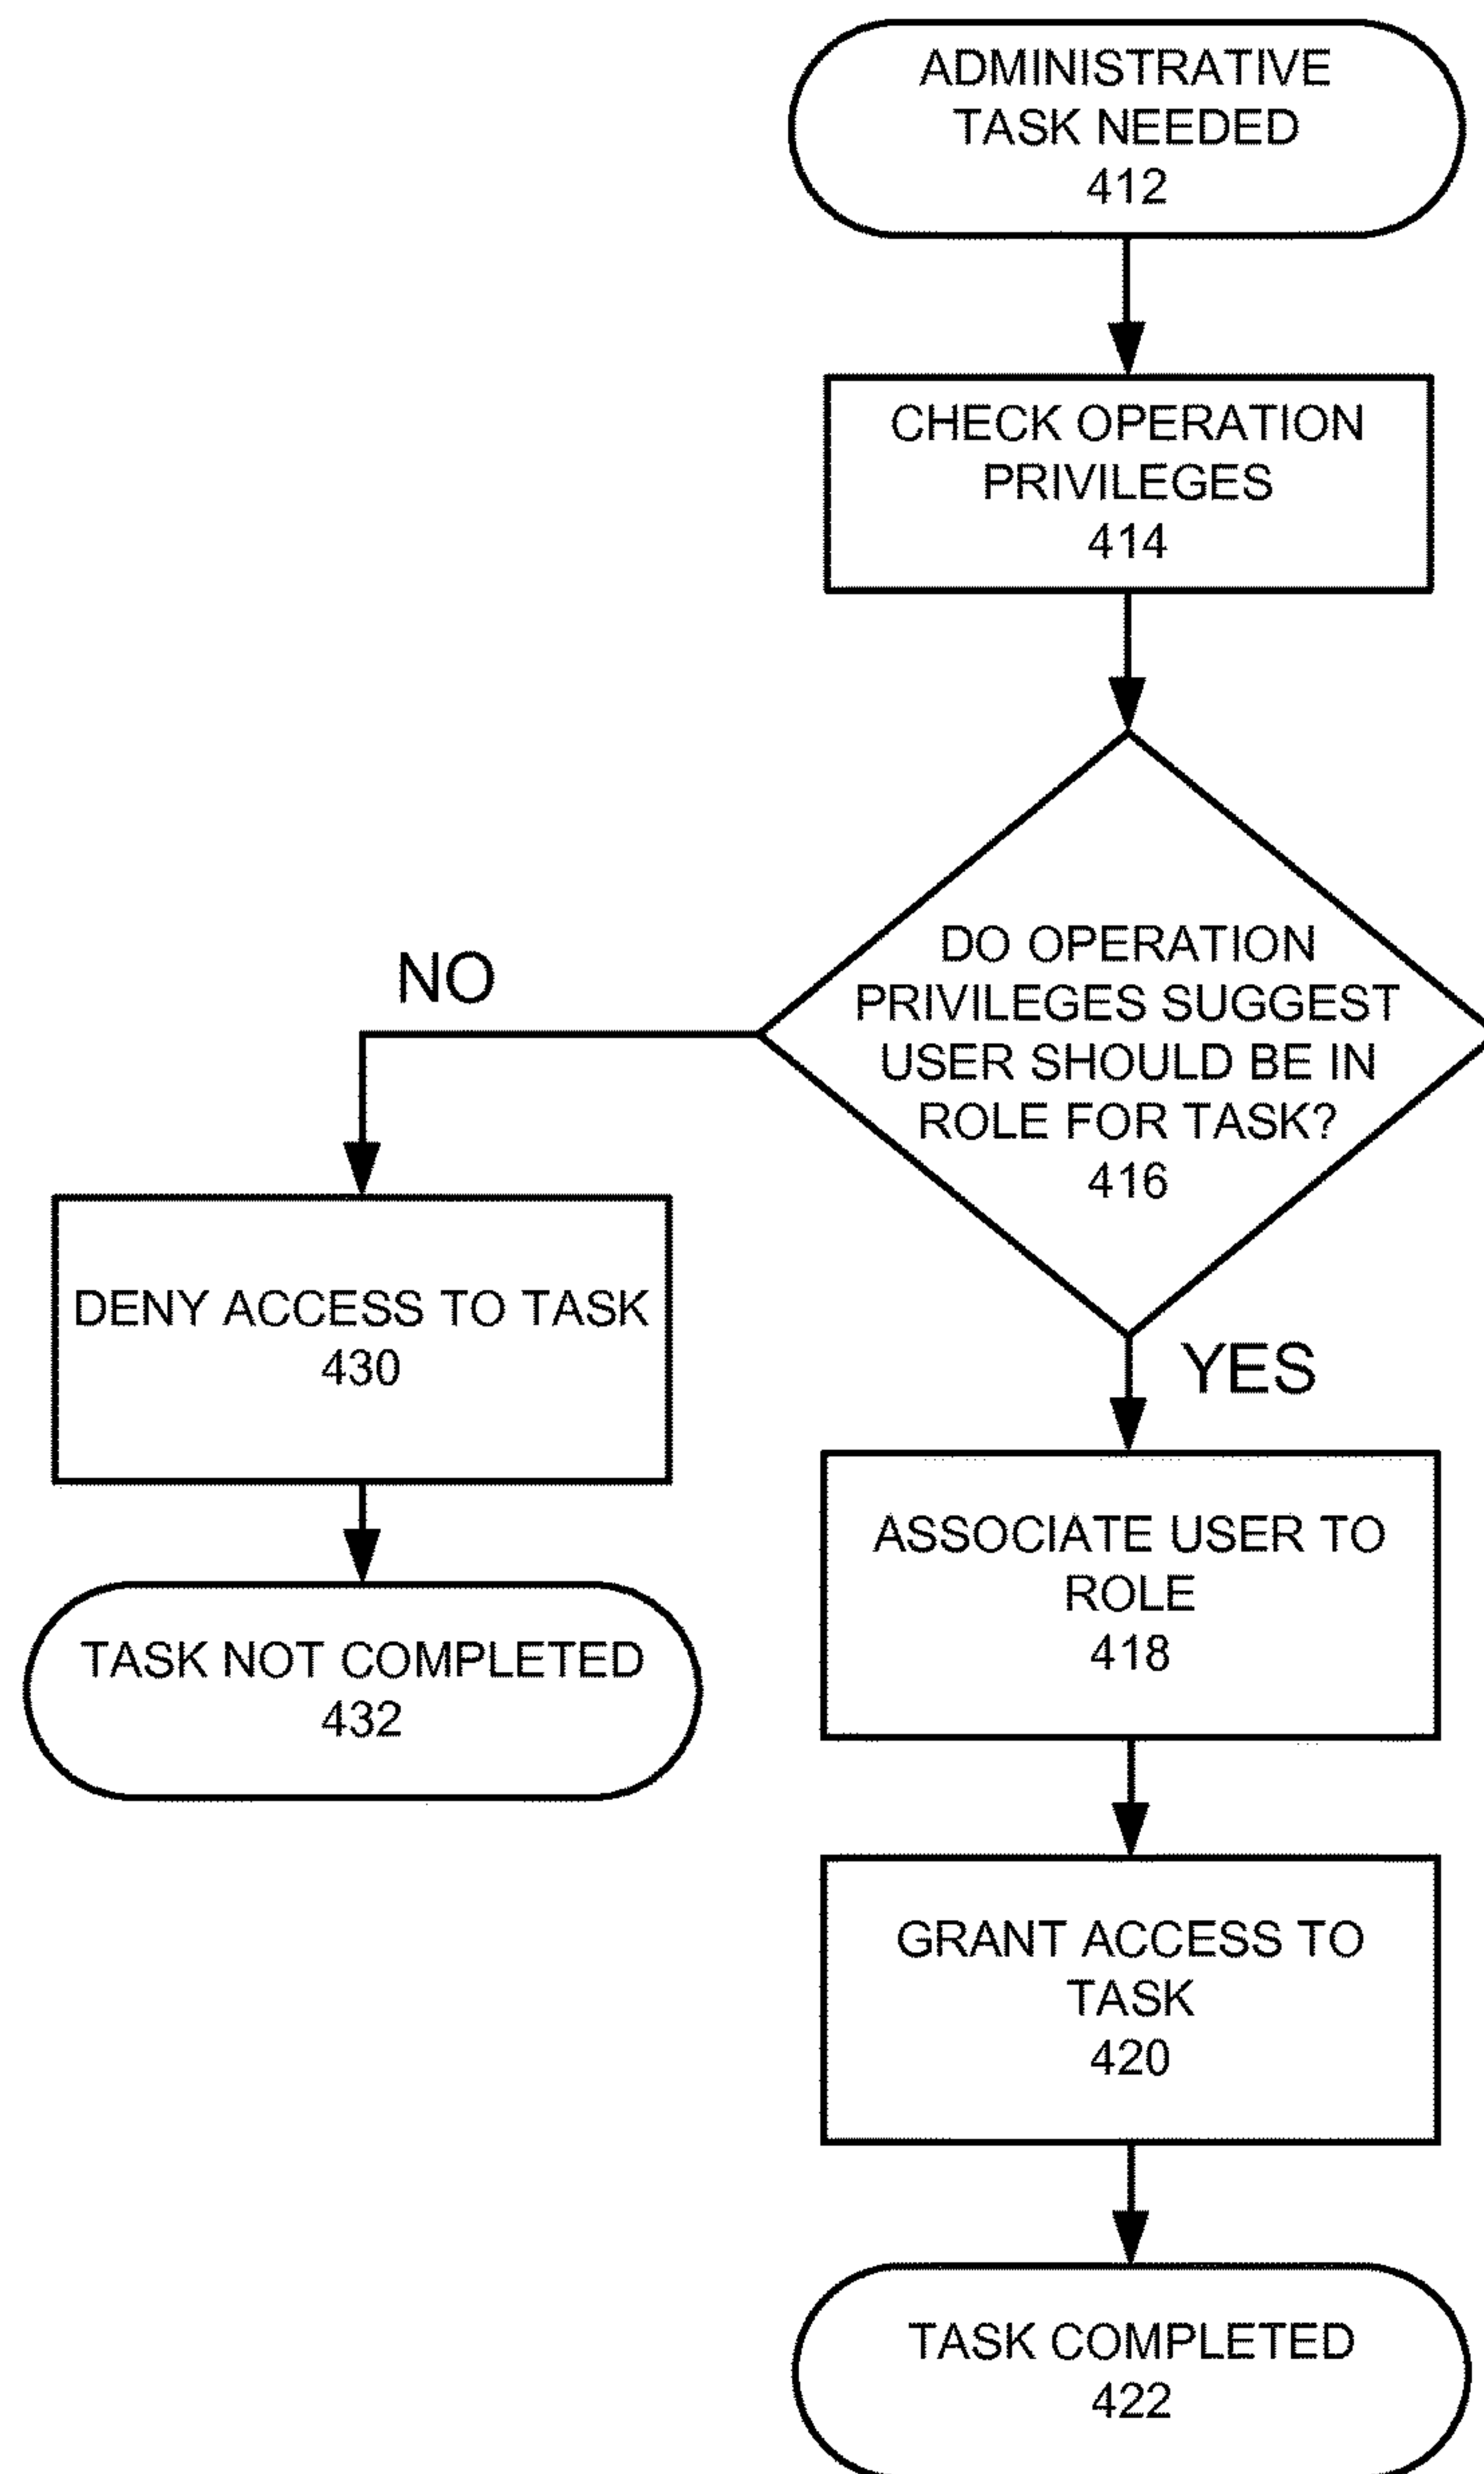 ADMINISTRATIVE
TASK NEEDED
412
CHECK OPERATION
PRIVILEGES
414
DO OPERATION
PRIVILEGES SUGGEST
USER SHOULD BE IN
ROLE FOR TASK?
416
NO
DENY ACCESS TO TASK
430
TASK NOT COMPLETED
432
YES
ASSOCIATE USER TO
ROLE
418
GRANT ACCESS TO
TASK
420
TASK COMPLETED
422